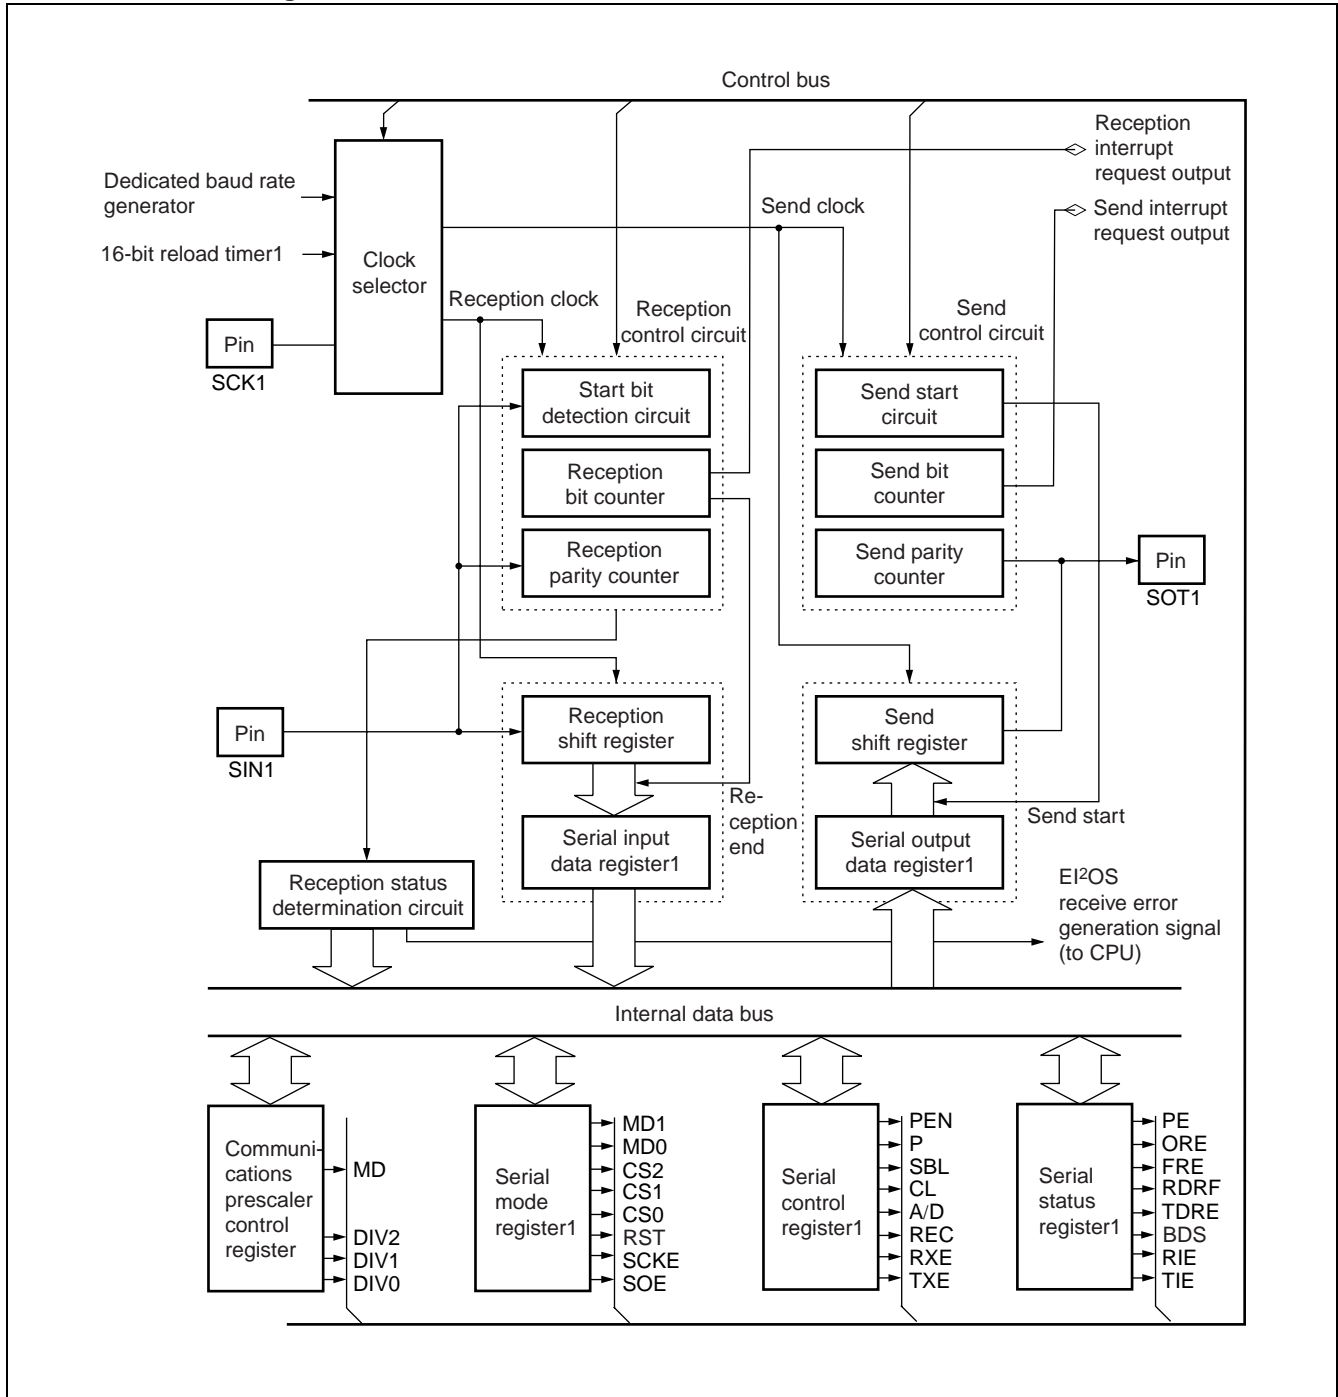 Control bus
Reception
interrupt
request output
Dedicated baud rate
generator
Send clock
Send interrupt
request output
16-bit reload timer1
Clock
selector
Reception clock
Reception
control circuit
Send
control circuit
Pin
SCK1
Start bit
detection circuit
Send start
circuit
Reception
bit counter
Send bit
counter
Reception
parity counter
Send parity
counter
Pin
SOT1
Pin
SIN1
Reception
shift register
Send
shift register
Re-
ception
end
Send start
Serial input
data register1
Serial output
data register1
Reception status
determination circuit
EI²OS
receive error
generation signal
(to CPU)
Internal data bus
Communi-
cations
prescaler
control
register
MD
DIV2
DIV1
DIV0
Serial
mode
register1
MD1
MD0
CS2
CS1
CS0
RST
SCKE
SOE
Serial
control
register1
PEN
P
SBL
CL
A/D
REC
RXE
TXE
Serial
status
register1
PE
ORE
FRE
RDRF
TDRE
BDS
RIE
TIE